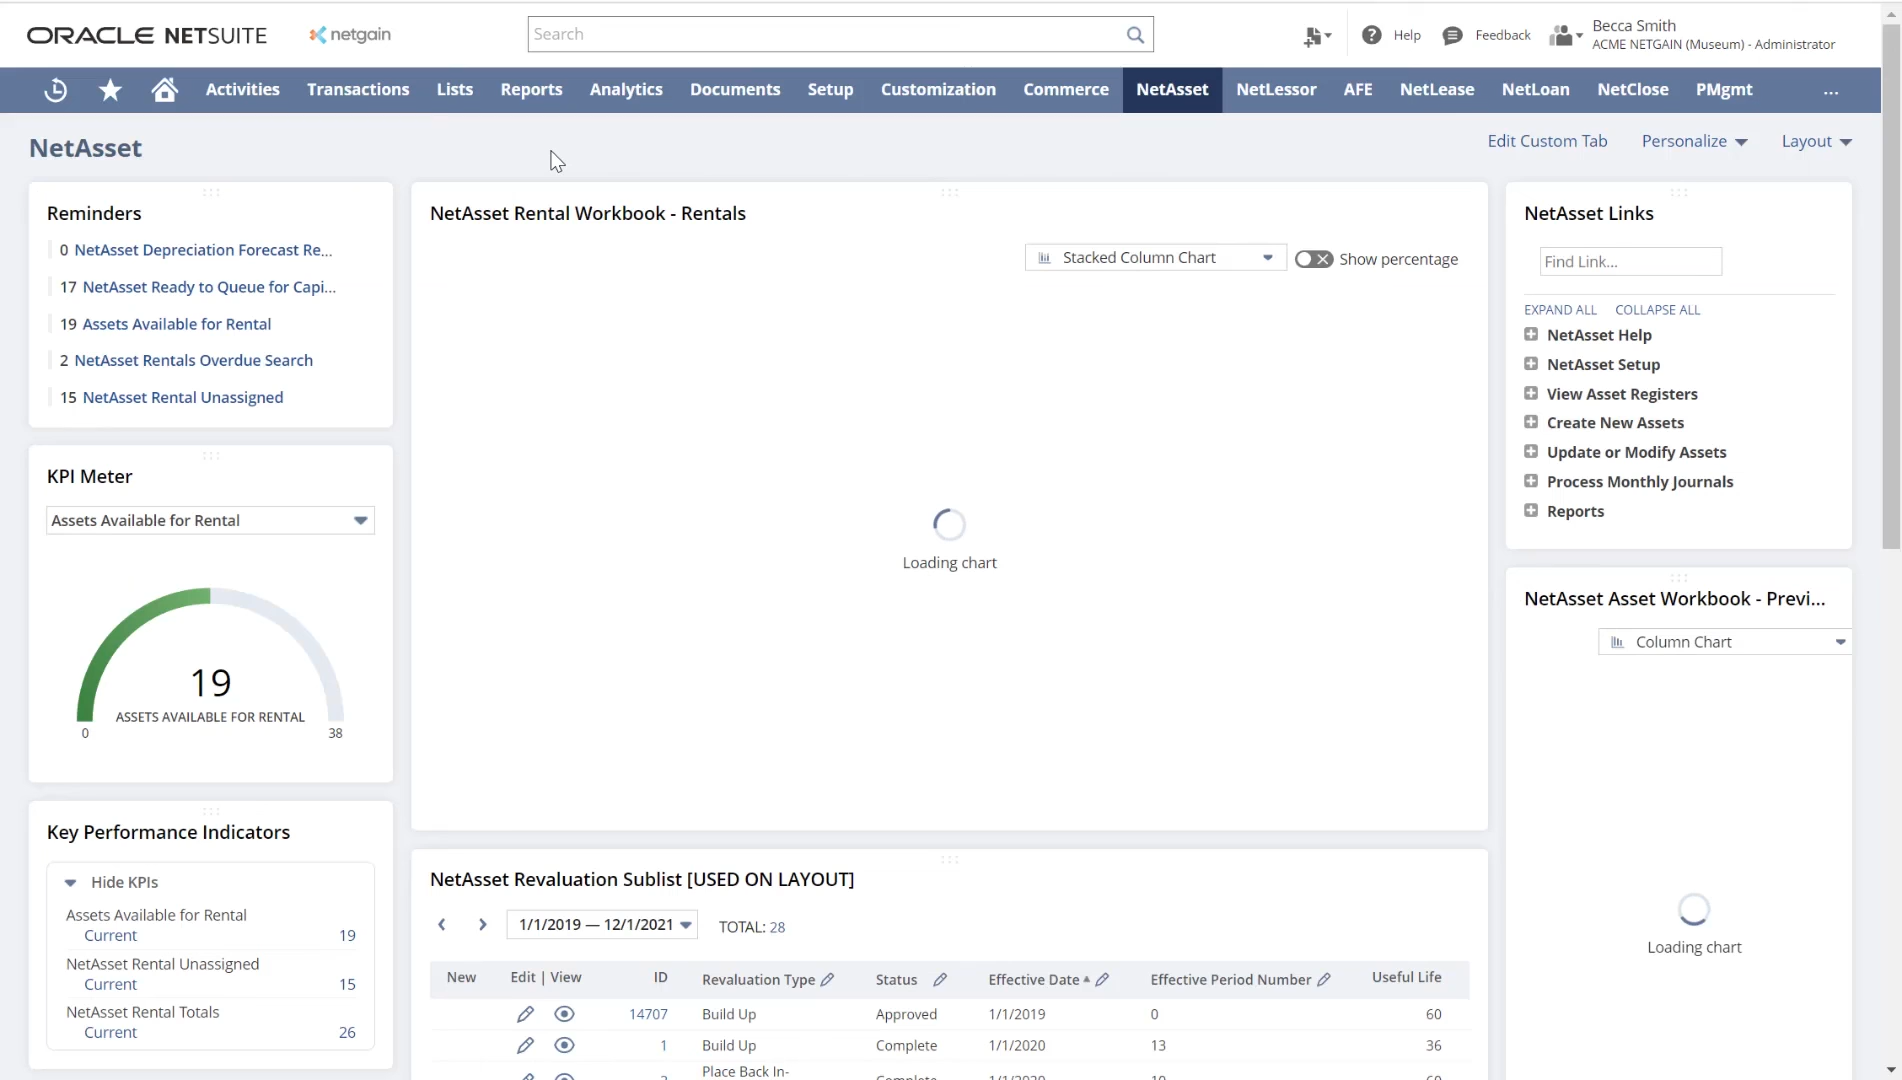 ORACLE NETSUITE
netgain
Search
Help
Feedback
Becca Smith
ACME NETGAIN (Museum) - Administrator
Activities
Transactions
Lists
Reports
Analytics
Documents
Setup
Customization
Commerce
NetAsset
NetLessor
AFE
NetLease
NetLoan
NetClose
PMgmt
...
NetAsset
Edit Custom Tab
Personalize
Layout
Reminders
0 NetAsset Depreciation Forecast Re...
17 NetAsset Ready to Queue for Capi...
19 Assets Available for Rental
2 NetAsset Rentals Overdue Search
15 NetAsset Rental Unassigned
KPI Meter
Assets Available for Rental
19
ASSETS AVAILABLE FOR RENTAL
0
38
Key Performance Indicators
Hide KPIs
Assets Available for Rental
Current 19
NetAsset Rental Unassigned
Current 15
NetAsset Rental Totals
Current 26
NetAsset Rental Workbook - Rentals
Stacked Column Chart
Show percentage
Loading chart
NetAsset Revaluation Sublist [USED ON LAYOUT]
1/1/2019 — 12/1/2021
TOTAL: 28
New Edit | View ID Revaluation Type Status Effective Date Effective Period Number Useful Life
14707 Build Up Approved 1/1/2019 0 60
1 Build Up Complete 1/1/2020 13 36
Place Back In-
NetAsset Links
Find Link...
EXPAND ALL COLLAPSE ALL
NetAsset Help
NetAsset Setup
View Asset Registers
Create New Assets
Update or Modify Assets
Process Monthly Journals
Reports
NetAsset Asset Workbook - Previ...
Column Chart
Loading chart